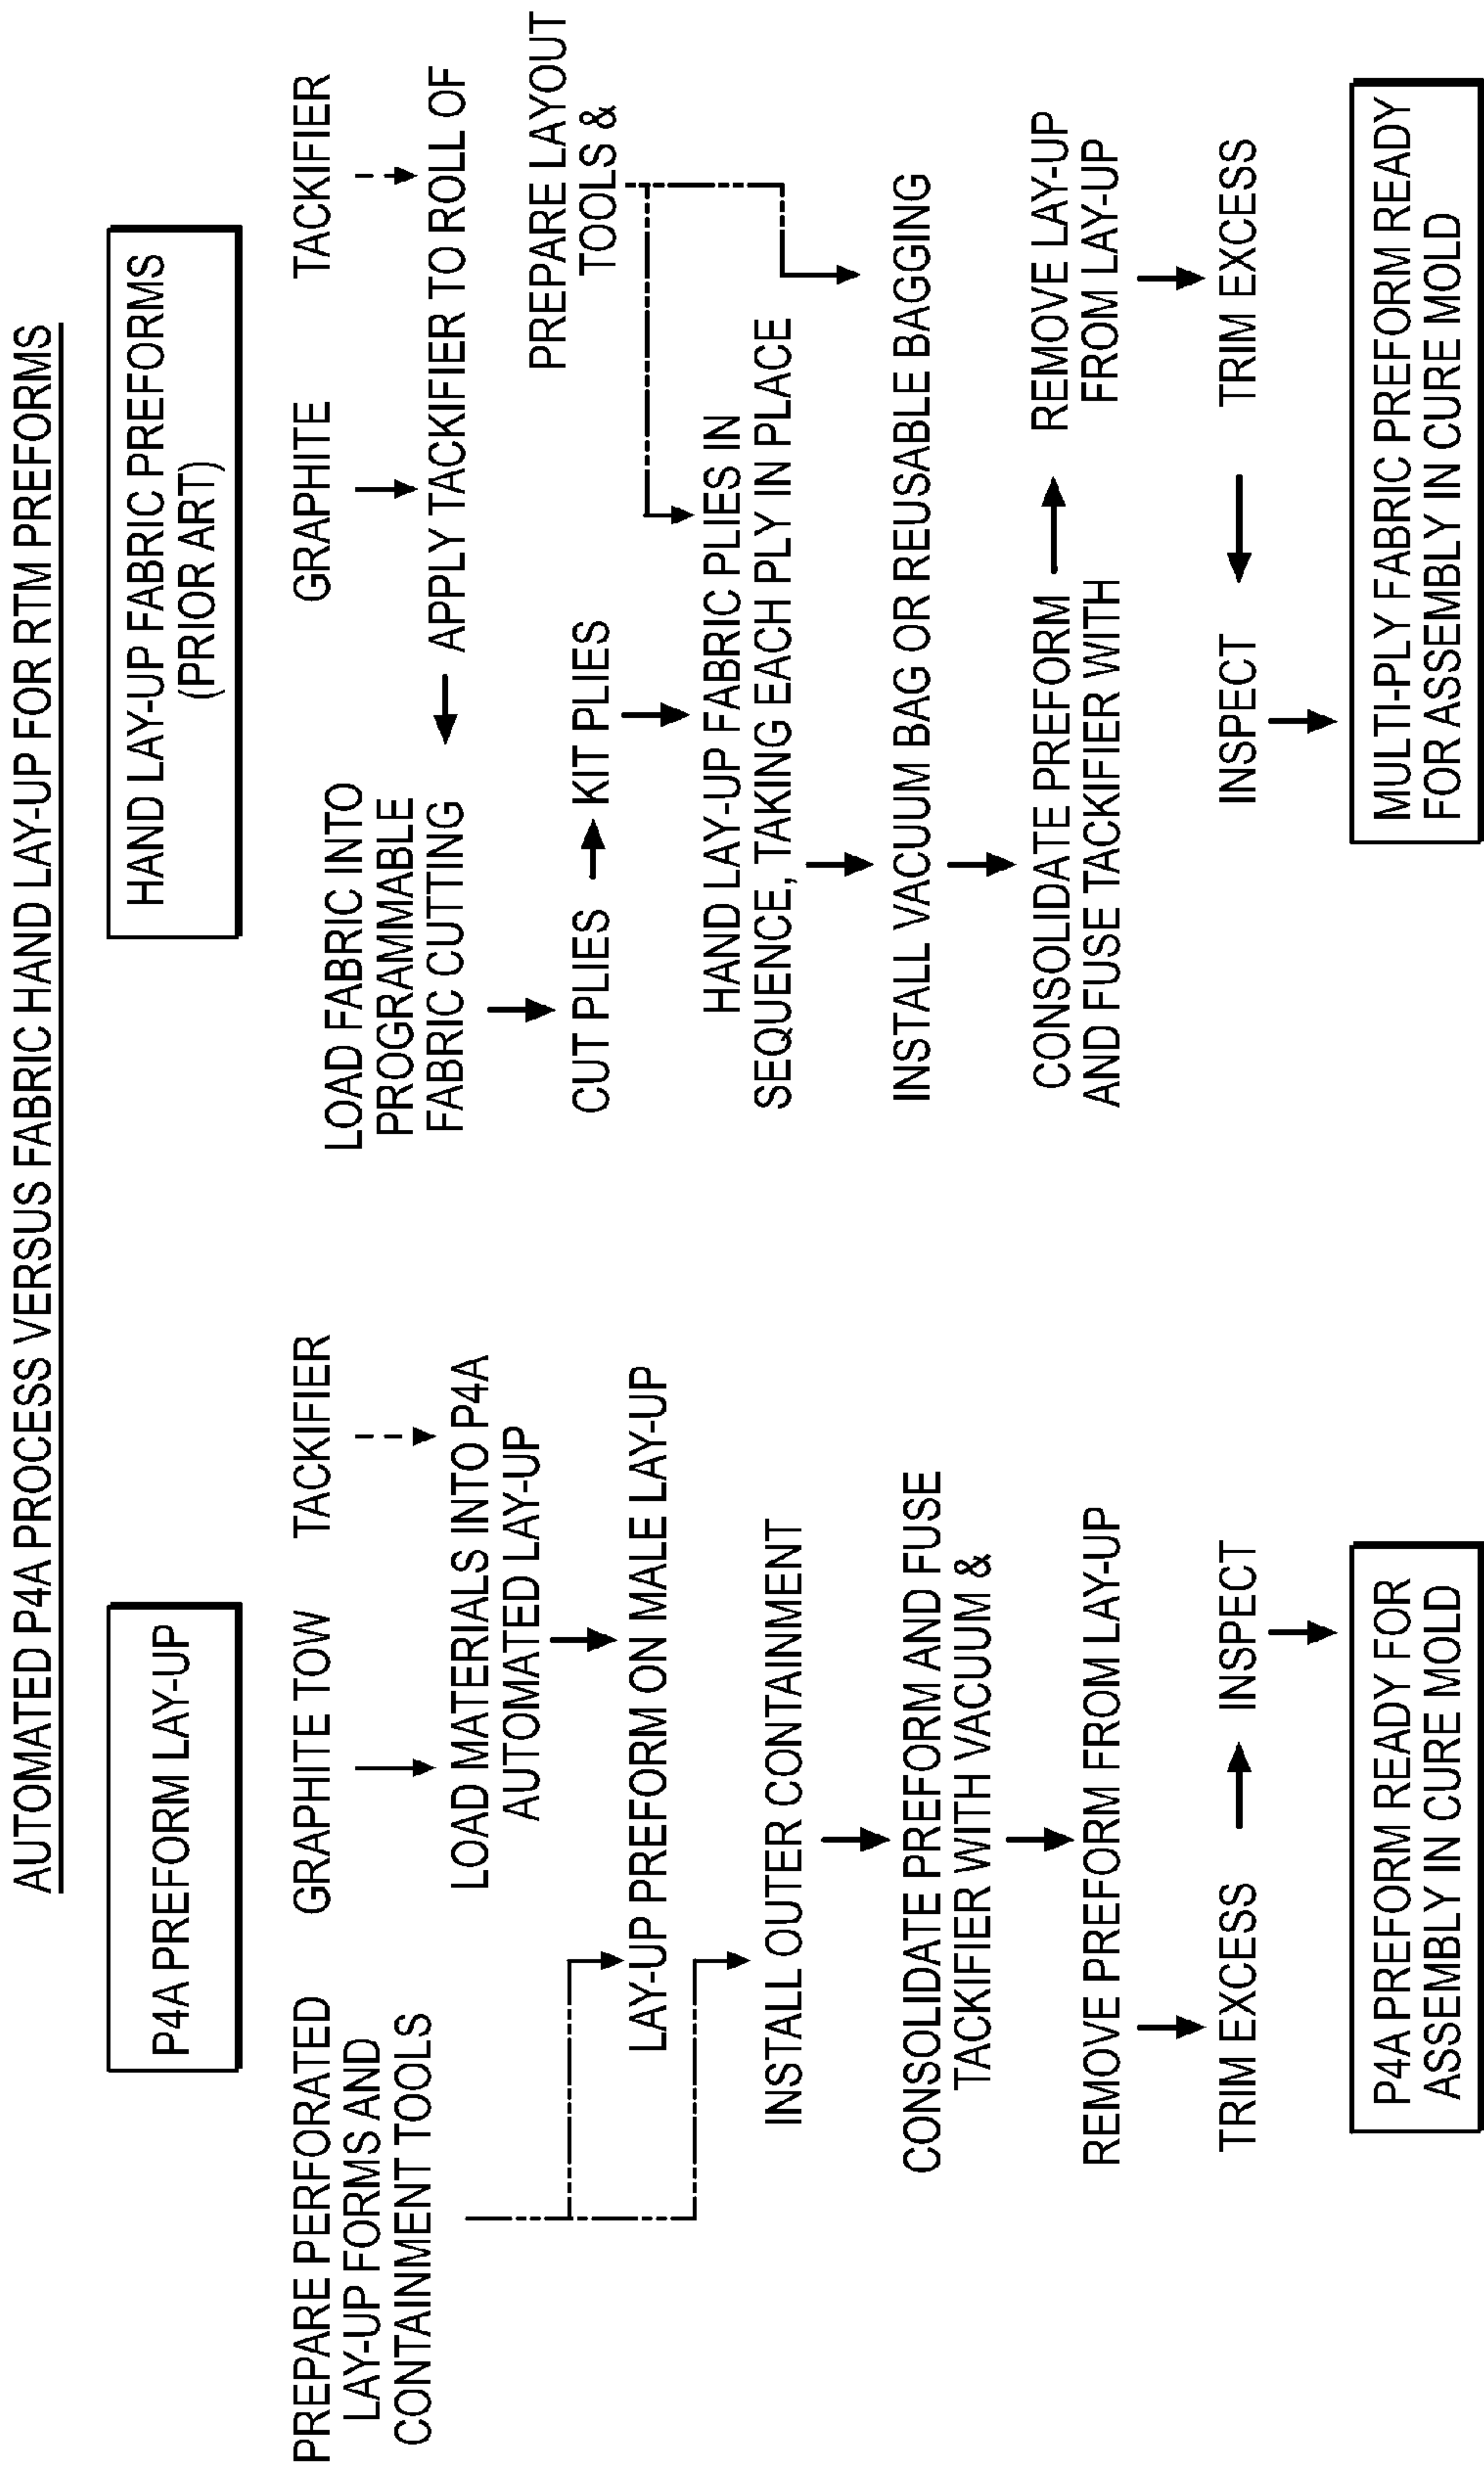 AUTOMATED P4A PROCESS VERSUS FABRIC HAND LAY-UP FOR RTM PREFORMS
P4A PREFORM LAY-UP
PREPARE PERFORATED
LAY-UP FORMS AND
CONTAINMENT TOOLS
GRAPHITE TOW
TACKIFIER
LOAD MATERIALS INTO P4A
AUTOMATED LAY-UP
LAY-UP PREFORM ON MALE LAY-UP
INSTALL OUTER CONTAINMENT
CONSOLIDATE PREFORM AND FUSE
TACKIFIER WITH VACUUM &
REMOVE PREFORM FROM LAY-UP
TRIM EXCESS
INSPECT
P4A PREFORM READY FOR
ASSEMBLY IN CURE MOLD
HAND LAY-UP FABRIC PREFORMS
(PRIOR ART)
GRAPHITE
TACKIFIER
APPLY TACKIFIER TO ROLL OF
LOAD FABRIC INTO
PROGRAMMABLE
FABRIC CUTTING
PREPARE LAYOUT
TOOLS &
CUT PLIES
KIT PLIES
HAND LAY-UP FABRIC PLIES IN
SEQUENCE, TAKING EACH PLY IN PLACE
INSTALL VACUUM BAG OR REUSABLE BAGGING
CONSOLIDATE PREFORM
AND FUSE TACKIFIER WITH
REMOVE LAY-UP
FROM LAY-UP
TRIM EXCESS
INSPECT
MULTI-PLY FABRIC PREFORM READY
FOR ASSEMBLY IN CURE MOLD